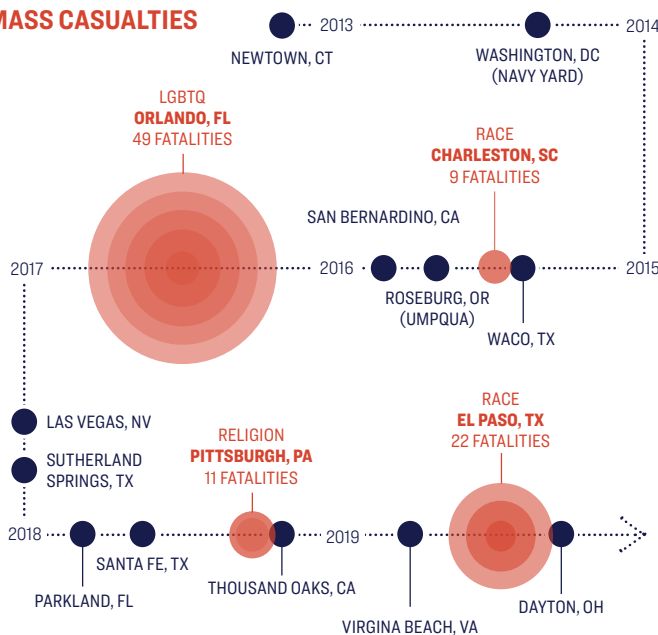 MASS CASUALTIES
2013
2014
NEWTOWN, CT
WASHINGTON, DC
(NAVY YARD)
LGBTQ
ORLANDO, FL
49 FATALITIES
RACE
CHARLESTON, SC
9 FATALITIES
SAN BERNARDINO, CA
2017
2016
2015
ROSEBURG, OR
(UMPQUA)
WACO, TX
LAS VEGAS, NV
SUTHERLAND
SPRINGS, TX
RELIGION
PITTSBURGH, PA
11 FATALITIES
RACE
EL PASO, TX
22 FATALITIES
2018
2019
SANTA FE, TX
PARKLAND, FL
THOUSAND OAKS, CA
VIRGINA BEACH, VA
DAYTON, OH